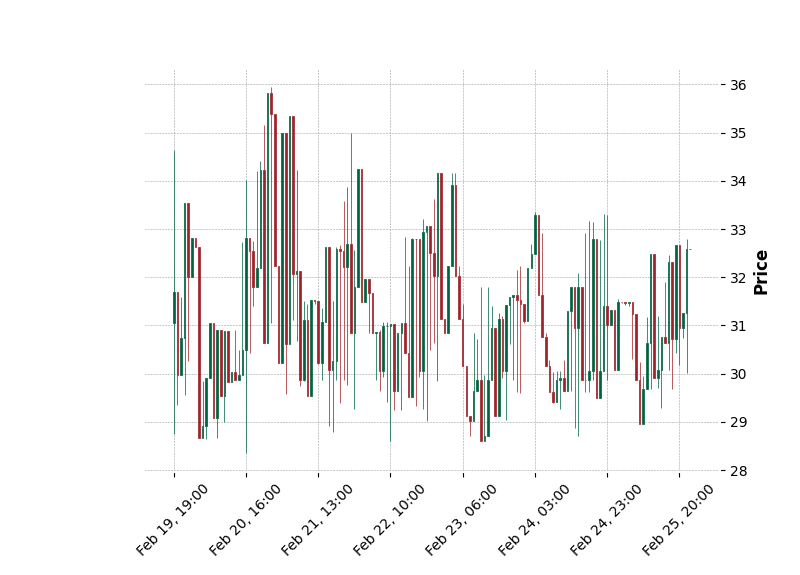 36
35
34
33
32
31
30
29
28
Price
Feb 19, 19:00
Feb 20, 16:00
Feb 21, 13:00
Feb 22, 10:00
Feb 23, 06:00
Feb 24, 03:00
Feb 24, 23:00
Feb 25, 20:00